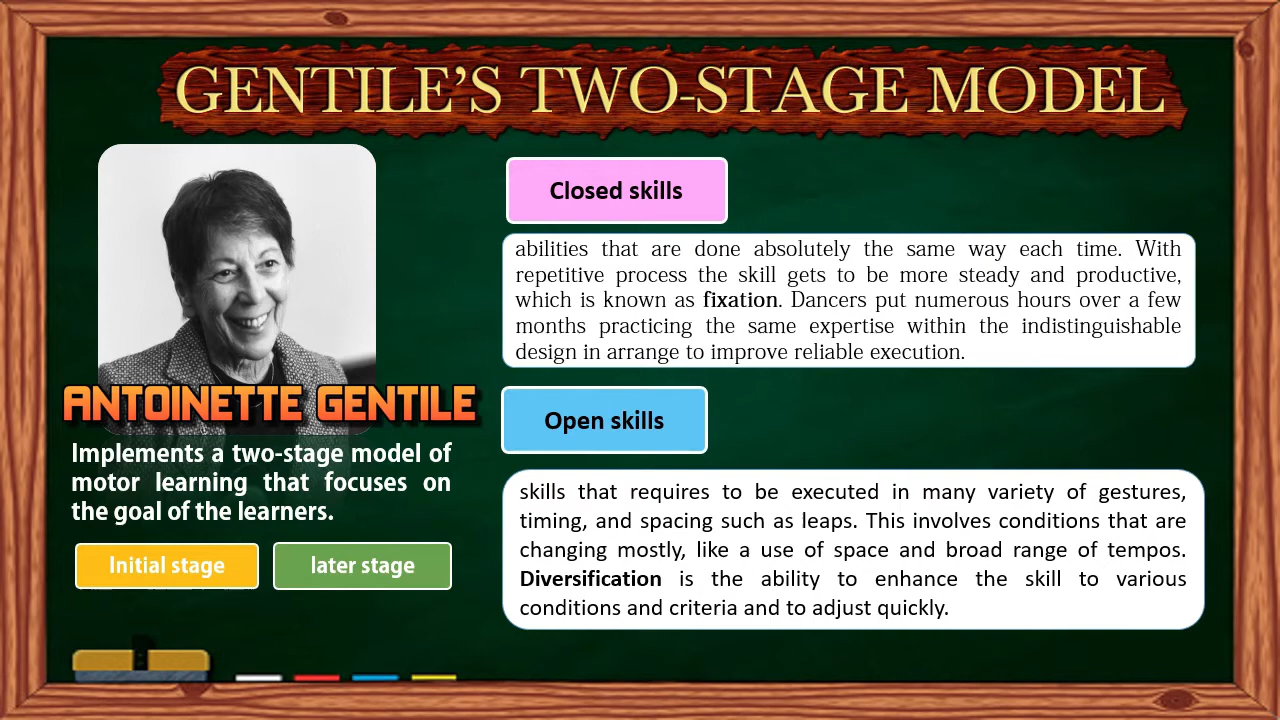 GENTILE'S TWO-STAGE MODEL
ANTOINETTE GENTILE
Implements a two-stage model of
motor learning that focuses on
the goal of the learners.
Initial stage
later stage
Closed skills
abilities that are done absolutely the same way each time. With
repetitive process the skill gets to be more steady and productive,
which is known as fixation. Dancers put numerous hours over a few
months practicing the same expertise within the indistinguishable
design in arrange to improve reliable execution.
Open skills
skills that requires to be executed in many variety of gestures,
timing, and spacing such as leaps. This involves conditions that are
changing mostly, like a use of space and broad range of tempos.
Diversification is the ability to enhance the skill to various
conditions and criteria and to adjust quickly.